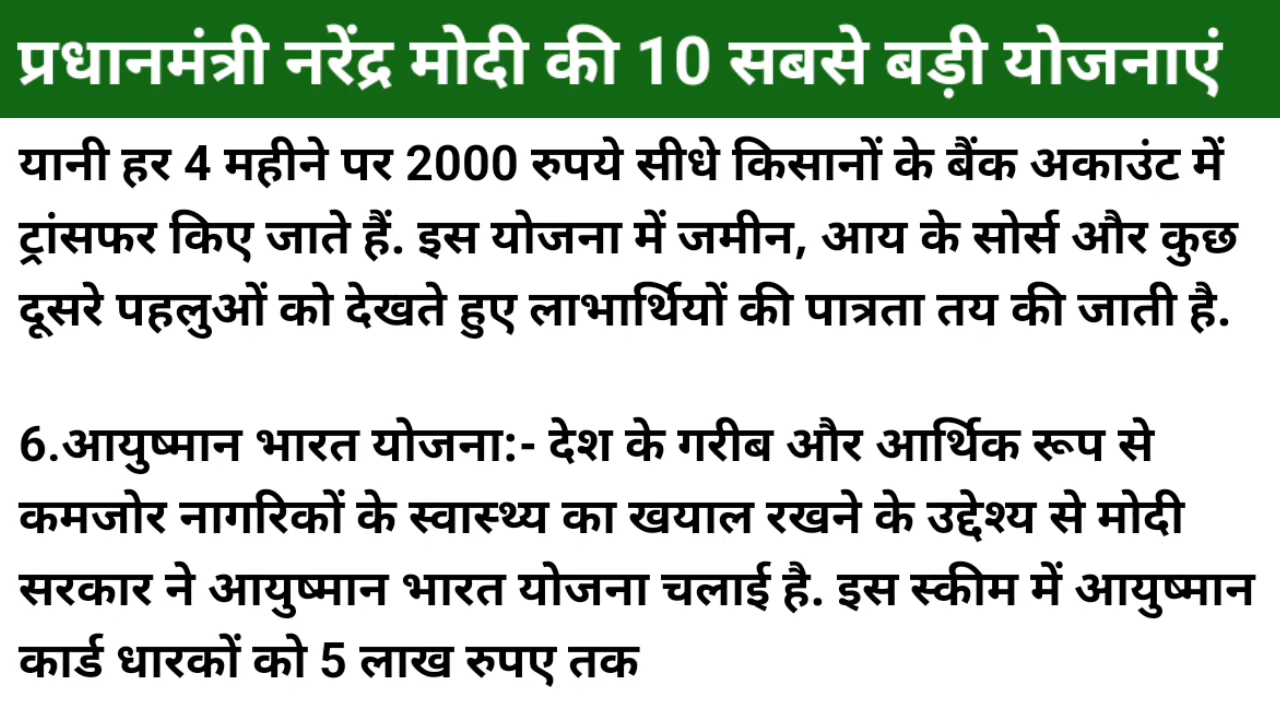 प्रधानमंत्री नरेंद्र मोदी की 10 सबसे बड़ी योजनाएं
यानी हर 4 महीने पर 2000 रुपये सीधे किसानों के बैंक अकाउंट में
ट्रांसफर किए जाते हैं. इस योजना में जमीन, आय के सोर्स और कुछ
दूसरे पहलुओं को देखते हुए लाभार्थियों की पात्रता तय की जाती है.
6.आयुष्मान भारत योजना:- देश के गरीब और आर्थिक रूप से
कमजोर नागरिकों के स्वास्थ्य का खयाल रखने के उद्देश्य से मोदी
सरकार ने आयुष्मान भारत योजना चलाई है. इस स्कीम में आयुष्मान
कार्ड धारकों को 5 लाख रुपए तक